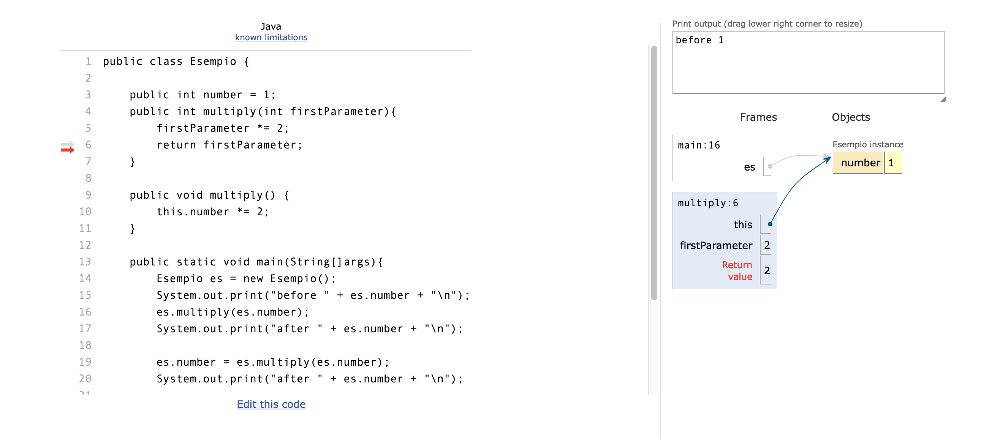 Java
known limitations
1 public class Esempio {
2
3 public int number = 1;
4 public int multiply(int firstParameter){
5 firstParameter *= 2;
6 return firstParameter;
7 }
8
9 public void multiply() {
10 this.number *= 2;
11 }
12
13 public static void main(String[]args){
14 Esempio es = new Esempio();
15 System.out.print("before " + es.number + "\n");
16 es.multiply(es.number);
17 System.out.print("after " + es.number + "\n");
18
19 es.number = es.multiply(es.number);
20 System.out.print("after " + es.number + "\n");
21
Edit this code
Print output (drag lower right corner to resize)
before 1
Frames
Objects
main:16
es
Esempio instance
number 1
multiply:6
this
firstParameter 2
Return
value 2